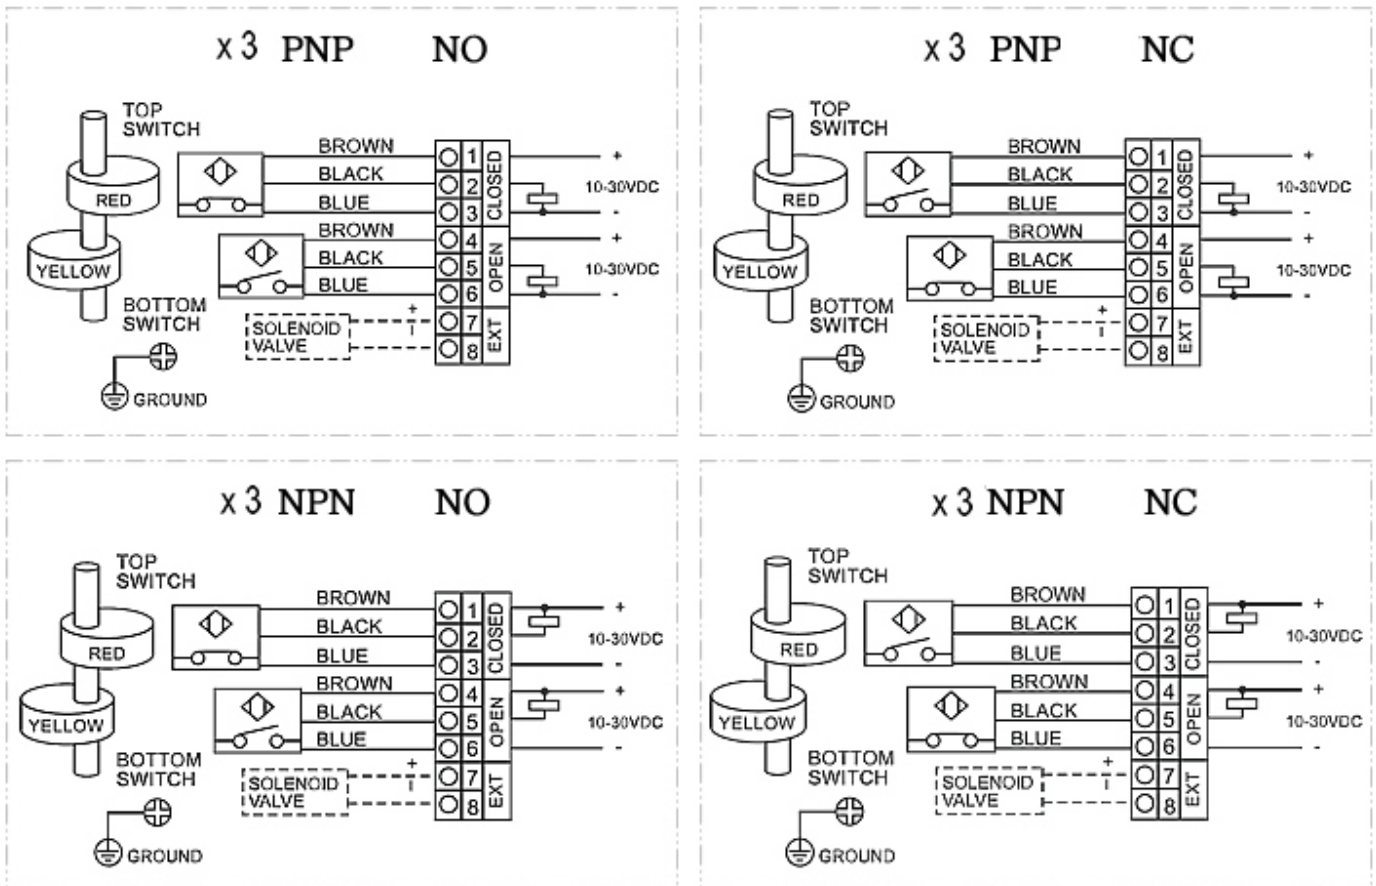 x 3 PNP NO
TOP
SWITCH
RED
YELLOW
BOTTOM
SWITCH
GROUND
BROWN
BLACK
BLUE
BROWN
BLACK
BLUE
SOLENOID
VALVE
+
-
1
2
3
4
5
6
7
8
CLOSED
OPEN
EXT
+
10-30VDC
-
+
10-30VDC
-
x 3 PNP NC
TOP
SWITCH
RED
YELLOW
BOTTOM
SWITCH
GROUND
BROWN
BLACK
BLUE
BROWN
BLACK
BLUE
SOLENOID
VALVE
+
-
1
2
3
4
5
6
7
8
CLOSED
OPEN
EXT
+
10-30VDC
-
+
10-30VDC
-
x 3 NPN NO
TOP
SWITCH
RED
YELLOW
BOTTOM
SWITCH
GROUND
BROWN
BLACK
BLUE
BROWN
BLACK
BLUE
SOLENOID
VALVE
+
-
1
2
3
4
5
6
7
8
CLOSED
OPEN
EXT
+
10-30VDC
-
+
10-30VDC
-
x 3 NPN NC
TOP
SWITCH
RED
YELLOW
BOTTOM
SWITCH
GROUND
BROWN
BLACK
BLUE
BROWN
BLACK
BLUE
SOLENOID
VALVE
+
-
1
2
3
4
5
6
7
8
CLOSED
OPEN
EXT
+
10-30VDC
-
+
10-30VDC
-